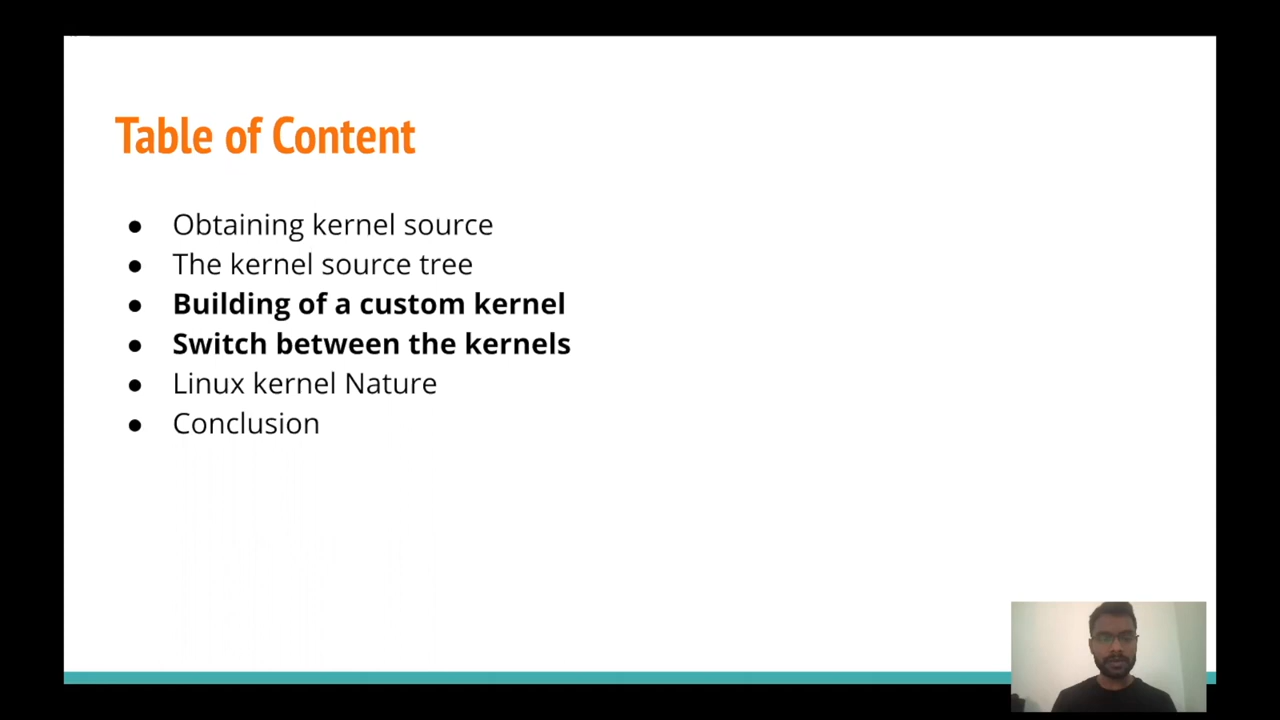 Table of Content
● Obtaining kernel source
● The kernel source tree
● Building of a custom kernel
● Switch between the kernels
● Linux kernel Nature
● Conclusion